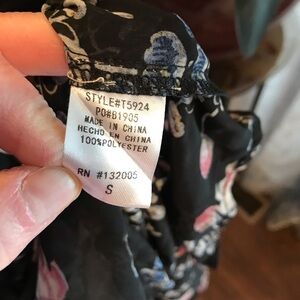 STYLE#T5924
PO#B1905
MADE IN CHINA
HECHO EN CHINA
100%POLYESTER
RN #132005
S